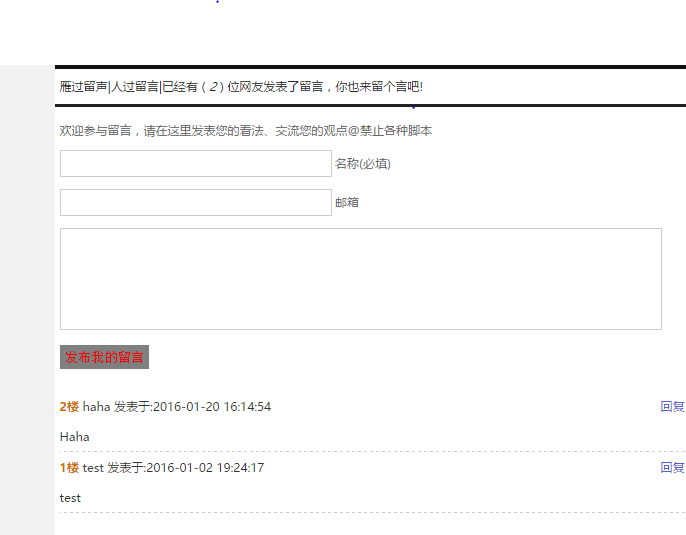 雁过留声|人过留言|已经有 ( 2 ) 位网友发表了留言，你也来留个言吧!
欢迎参与留言，请在这里发表您的看法、交流您的观点@禁止各种脚本
名称(必填)
邮箱
发布我的留言
2楼 haha 发表于:2016-01-20 16:14:54 回复
Haha
1楼 test 发表于:2016-01-02 19:24:17 回复
test